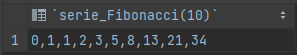 `serie_Fibonacci(10)`
1 0,1,1,2,3,5,8,13,21,34